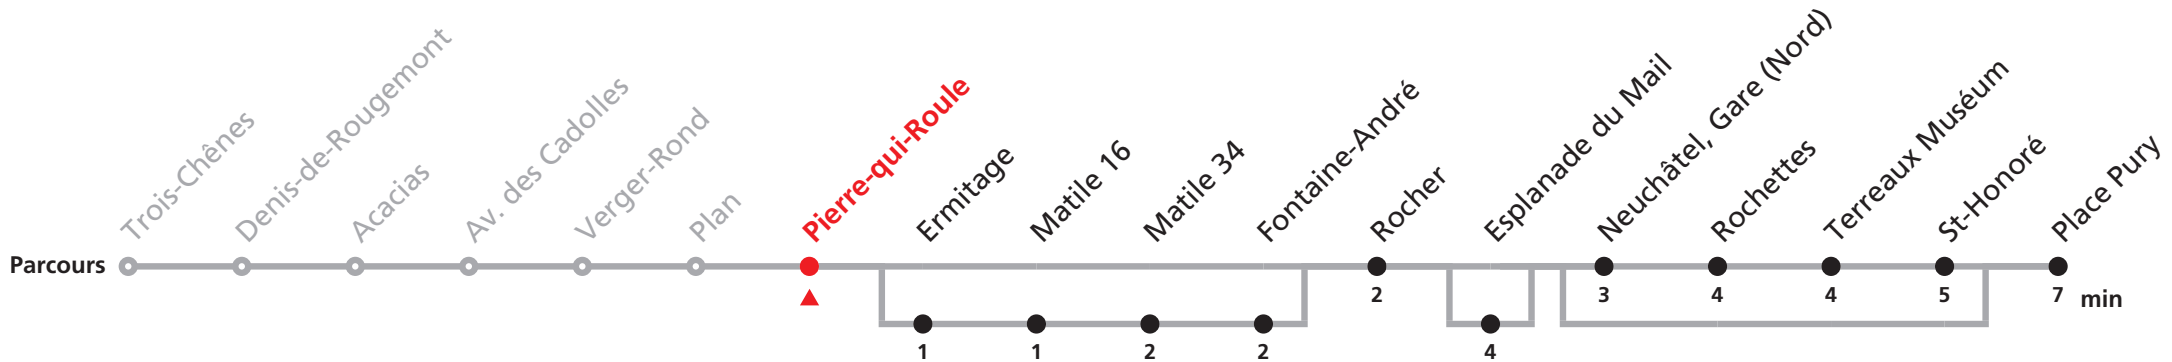 Trois-Chênes
Denis-de-Rougemont
Acacias
Av. des Cadolles
Verger-Rond
Plan
Pierre-qui-Roule
Ermitage
Matile 16
Matile 34
Fontaine-André
Rocher
Esplanade du Mail
Neuchâtel, Gare (Nord)
Rochettes
Terreaux Muséum
St-Honoré
Place Pury
Parcours
2 3 4 4 5 7 min
1 1 2 2 4